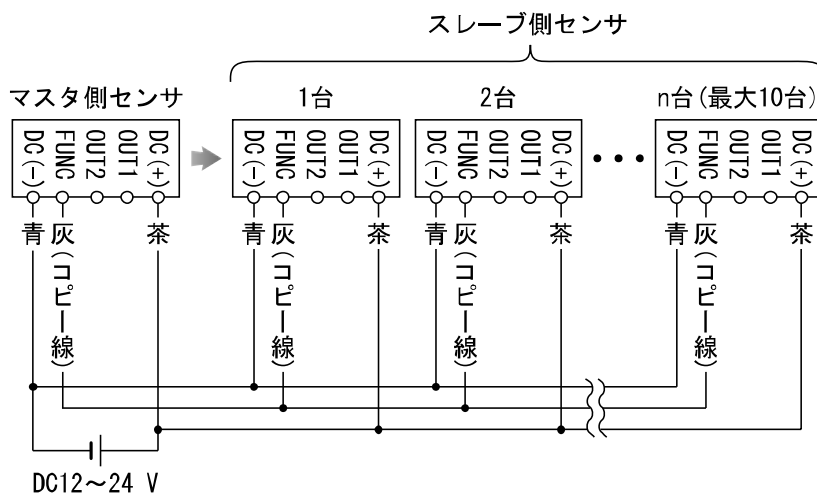 スレーブ側センサ
マスタ側センサ
1台
2台
n台(最大10台)
DC(-)
FUNC
OUT2
OUT1
DC(+)
DC(-)
FUNC
OUT2
OUT1
DC(+)
DC(-)
FUNC
OUT2
OUT1
DC(+)
DC(-)
FUNC
OUT2
OUT1
DC(+)
青
灰(コピー線)
茶
青
灰(コピー線)
茶
青
灰(コピー線)
茶
青
灰(コピー線)
茶
DC12～24 V